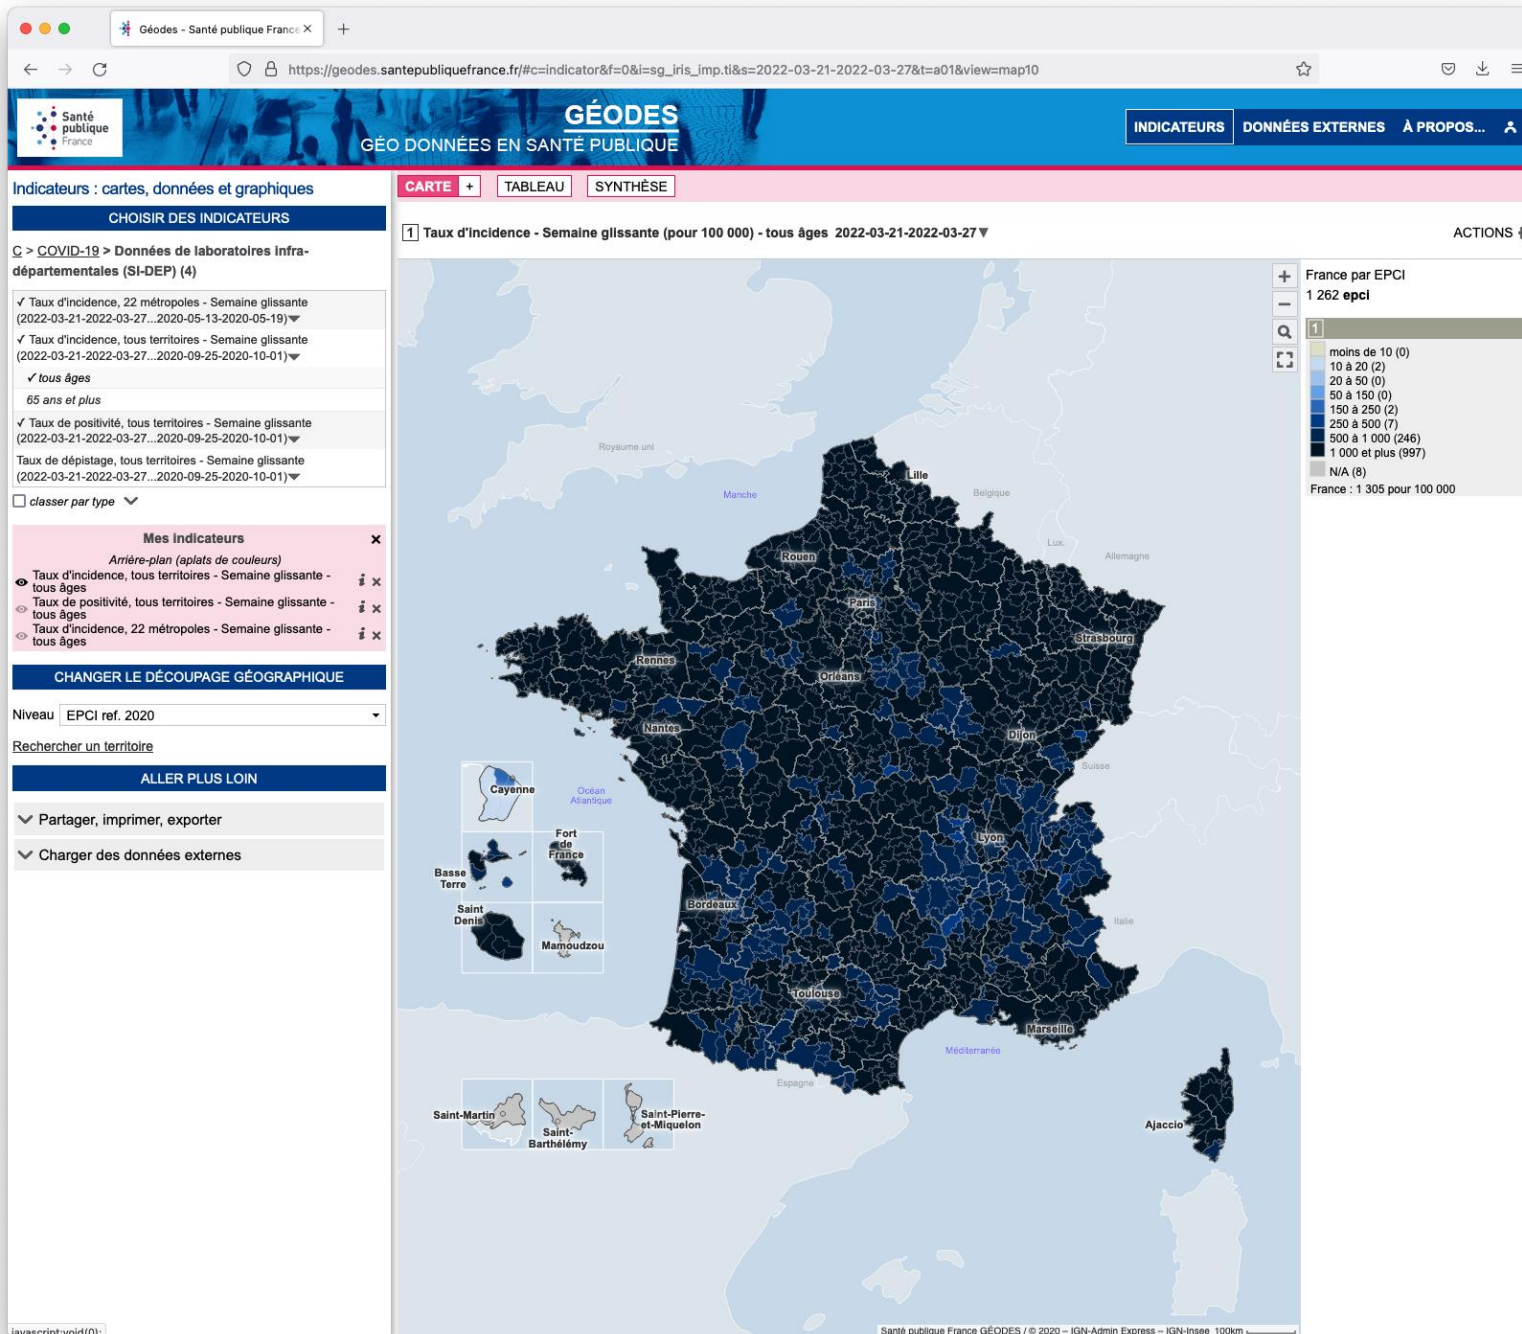 Géodes - Santé publique France
https://geodes.santepubliquefrance.fr/#c=indicator&f=0&i=sg_iris_imp.ti&s=2022-03-21-2022-03-27&t=a01&view=map10
Santé
publique
France
GÉODES
GÉO DONNÉES EN SANTÉ PUBLIQUE
INDICATEURS DONNÉES EXTERNES À PROPOS...
Indicateurs : cartes, données et graphiques
CHOISIR DES INDICATEURS
C > COVID-19 > Données de laboratoires infra-
départementales (SI-DEP) (4)
✓ Taux d'incidence, 22 métropoles - Semaine glissante
(2022-03-21-2022-03-27...2020-05-13-2020-05-19)▼
✓ Taux d'incidence, tous territoires - Semaine glissante
(2022-03-21-2022-03-27...2020-09-25-2020-10-01)▼
✓ tous âges
65 ans et plus
✓ Taux de positivité, tous territoires - Semaine glissante
(2022-03-21-2022-03-27...2020-09-25-2020-10-01)▼
Taux de dépistage, tous territoires - Semaine glissante
(2022-03-21-2022-03-27...2020-09-25-2020-10-01)▼
classer par type
Mes indicateurs
Arrière-plan (aplats de couleurs)
Taux d'incidence, tous territoires - Semaine glissante -
tous âges
Taux de positivité, tous territoires - Semaine glissante -
tous âges
Taux d'incidence, 22 métropoles - Semaine glissante -
tous âges
CHANGER LE DÉCOUPAGE GÉOGRAPHIQUE
Niveau EPCI ref. 2020
Rechercher un territoire
ALLER PLUS LOIN
Partager, imprimer, exporter
Charger des données externes
javascript:void(0);
CARTE + TABLEAU SYNTHÈSE
1 Taux d'incidence - Semaine glissante (pour 100 000) - tous âges 2022-03-21-2022-03-27▼
ACTIONS
France par EPCI
1 262 epci
1
moins de 10 (0)
10 à 20 (2)
20 à 50 (0)
50 à 150 (0)
150 à 250 (2)
250 à 500 (7)
500 à 1 000 (246)
1 000 et plus (997)
N/A (8)
France : 1 305 pour 100 000
Royaume uni
Manche
Lille
Belgique
Lux.
Allemagne
Rouen
Paris
Strasbourg
Rennes
Orléans
Nantes
Dijon
Suisse
Cayenne
Océan
Atlantique
Fort
de
France
Lyon
Basse
Terre
Bordeaux
Saint
Denis
Italie
Mamoudzou
Toulouse
Marseille
Méditerranée
Espagne
Saint-Martin
Saint-
Barthélémy
Saint-Pierre-
et-Miquelon
Ajaccio
Santé publique France GÉODES / © 2020 – IGN-Admin Express – IGN-Insee 100km